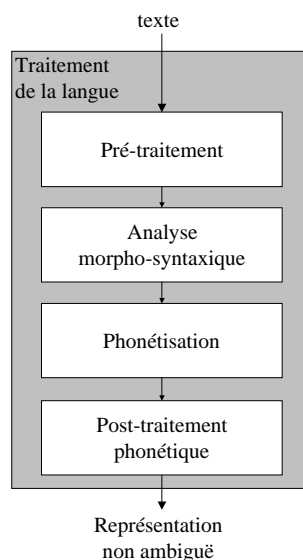 texte
Traitement
de la langue
Pré-traitement
Analyse
morpho-syntaxique
Phonétisation
Post-traitement
phonétique
Représentation
non ambiguë